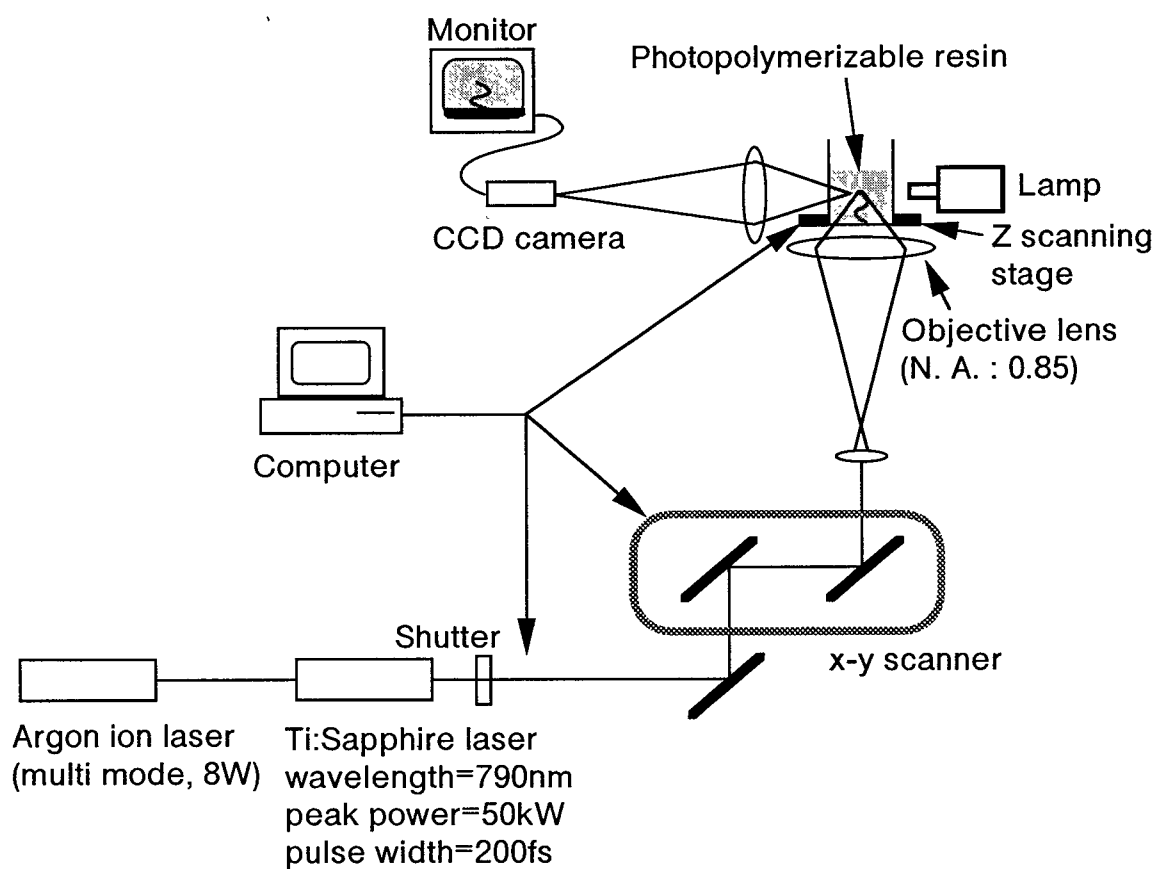 Monitor
Photopolymerizable resin
Lamp
CCD camera
Z scanning
stage
Objective lens
(N. A. : 0.85)
Computer
Shutter
x-y scanner
Argon ion laser
(multi mode, 8W)
Ti:Sapphire laser
wavelength=790nm
peak power=50kW
pulse width=200fs